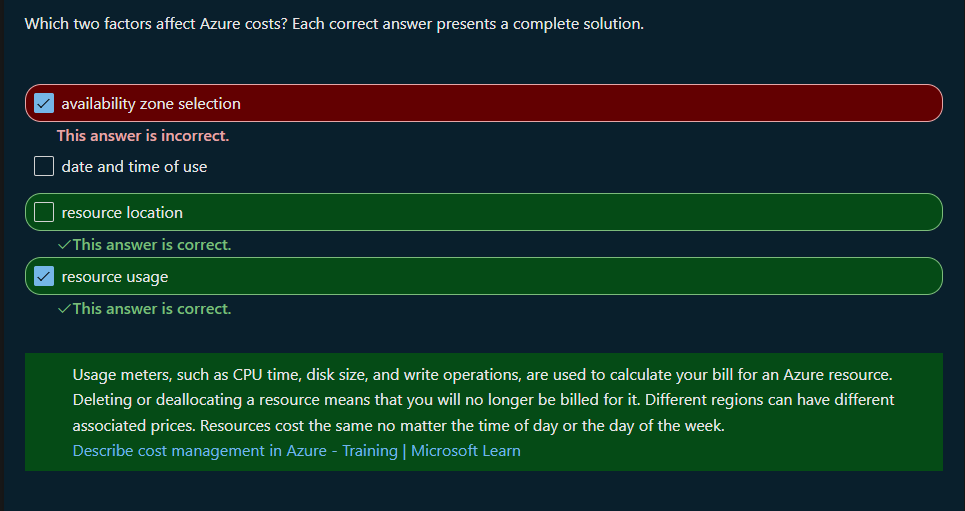 Which two factors affect Azure costs? Each correct answer presents a complete solution.
availability zone selection
This answer is incorrect.
date and time of use
resource location
✓This answer is correct.
resource usage
✓This answer is correct.
Usage meters, such as CPU time, disk size, and write operations, are used to calculate your bill for an Azure resource.
Deleting or deallocating a resource means that you will no longer be billed for it. Different regions can have different
associated prices. Resources cost the same no matter the time of day or the day of the week.
Describe cost management in Azure - Training | Microsoft Learn